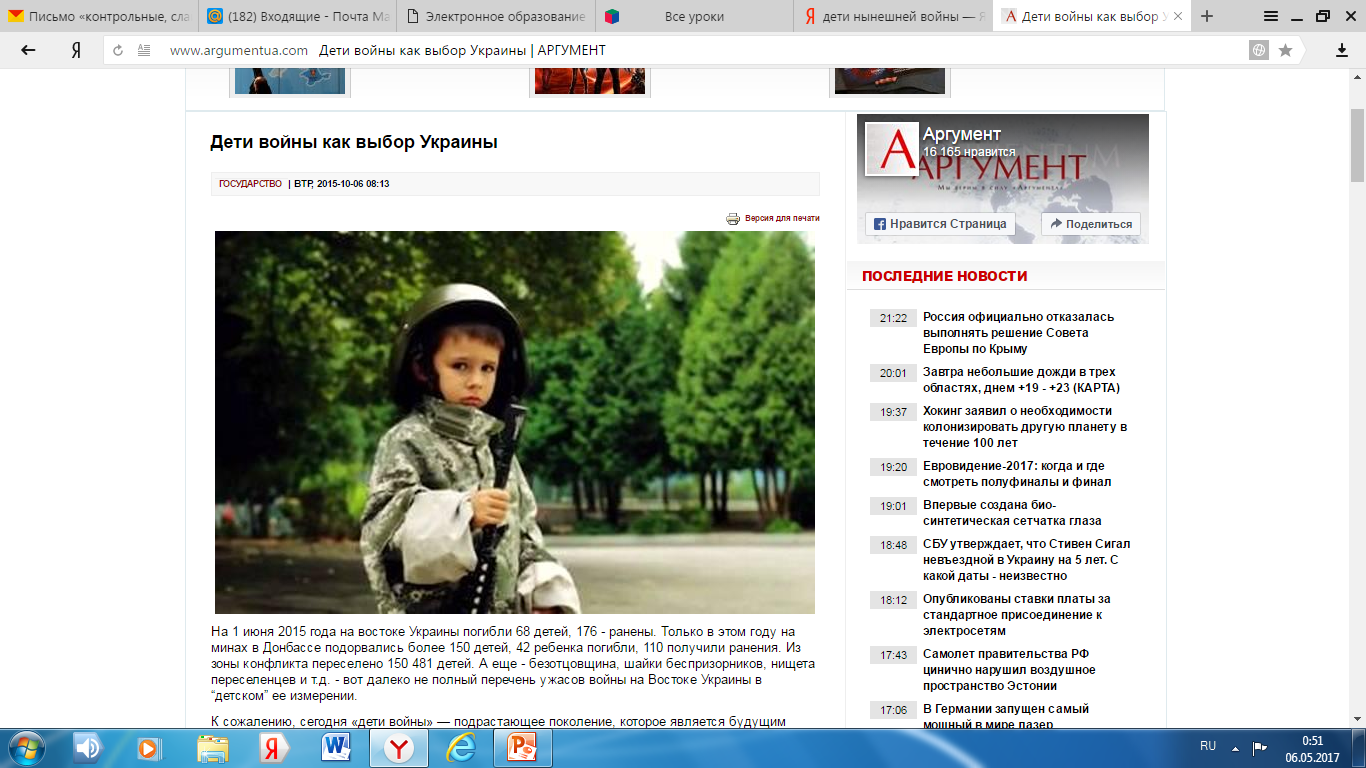 Письмо «контрольные, сла
(182) Входящие - Почта Ma
Электронное образование
Все уроки
дети нынешней войны — Я
Дети войны как выбор У
www.argumentua.com Дети войны как выбор Украины | АРГУМЕНТ
Дети войны как выбор Украины
ГОСУДАРСТВО | ВТР, 2015-10-06 08:13
Версия для печати
На 1 июня 2015 года на востоке Украины погибли 68 детей, 176 - ранены. Только в этом году на
минах в Донбассе подорвались более 150 детей, 42 ребенка погибли, 110 получили ранения. Из
зоны конфликта переселено 150 481 детей. А еще - безотцовщина, шайки беспризорников, нищета
переселенцев и т.д. - вот далеко не полный перечень ужасов войны на Востоке Украины в
“детском” ее измерении.
К сожалению, сегодня «дети войны» — подрастающее поколение, которое является будущим
Аргумент
16 165 нравится
АРГУМЕНТ
Мы верим в силу «Аргумента»
Нравится Страница
Поделиться
ПОСЛЕДНИЕ НОВОСТИ
21:22 Россия официально отказалась
выполнять решение Совета
Европы по Крыму
20:01 Завтра небольшие дожди в трех
областях, днем +19 - +23 (КАРТА)
19:37 Хокинг заявил о необходимости
колонизировать другую планету в
течение 100 лет
19:20 Евровидение-2017: когда и где
смотреть полуфиналы и финал
19:01 Впервые создана био-
синтетическая сетчатка глаза
18:48 СБУ утверждает, что Стивен Сигал
невъездной в Украину на 5 лет. С
какой даты - неизвестно
18:12 Опубликованы ставки платы за
стандартное присоединение к
электросетям
17:43 Самолет правительства РФ
цинично нарушил воздушное
пространство Эстонии
17:06 В Германии запущен самый
мощный в мире лазер
RU
0:51
06.05.2017